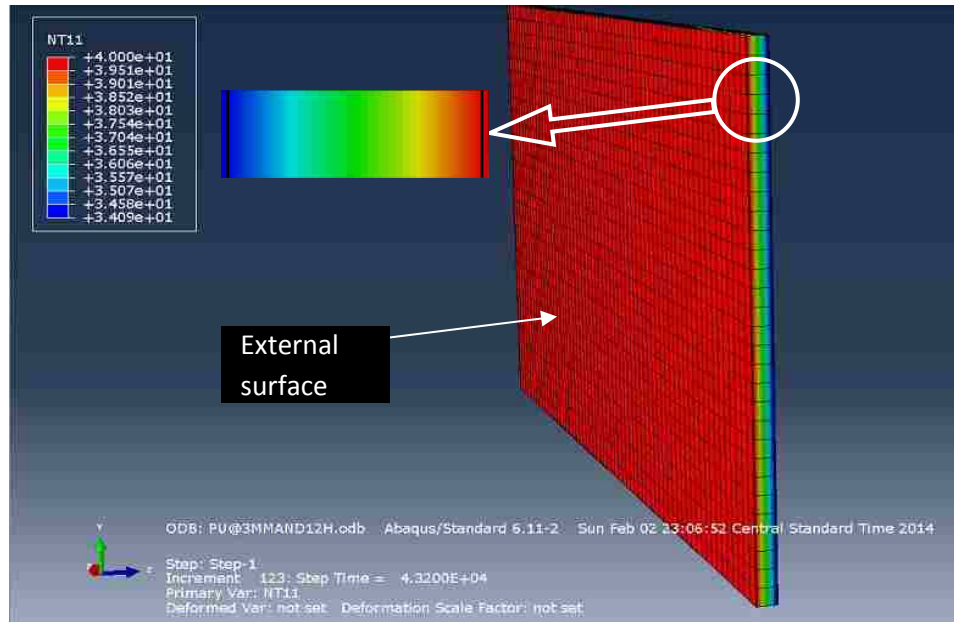 NT11
+4.000e+01
+3.951e+01
+3.901e+01
+3.852e+01
+3.803e+01
+3.754e+01
+3.704e+01
+3.655e+01
+3.606e+01
+3.557e+01
+3.507e+01
+3.458e+01
+3.409e+01
External
surface
Y
Z
ODB: PU@3MMAND12H.odb Abaqus/Standard 6.11-2 Sun Feb 02 23:06:52 Central Standard Time 2014
Step: Step-1
Increment 123: Step Time = 4.3200E+04
Primary Var: NT11
Deformed Var: not set Deformation Scale Factor: not set